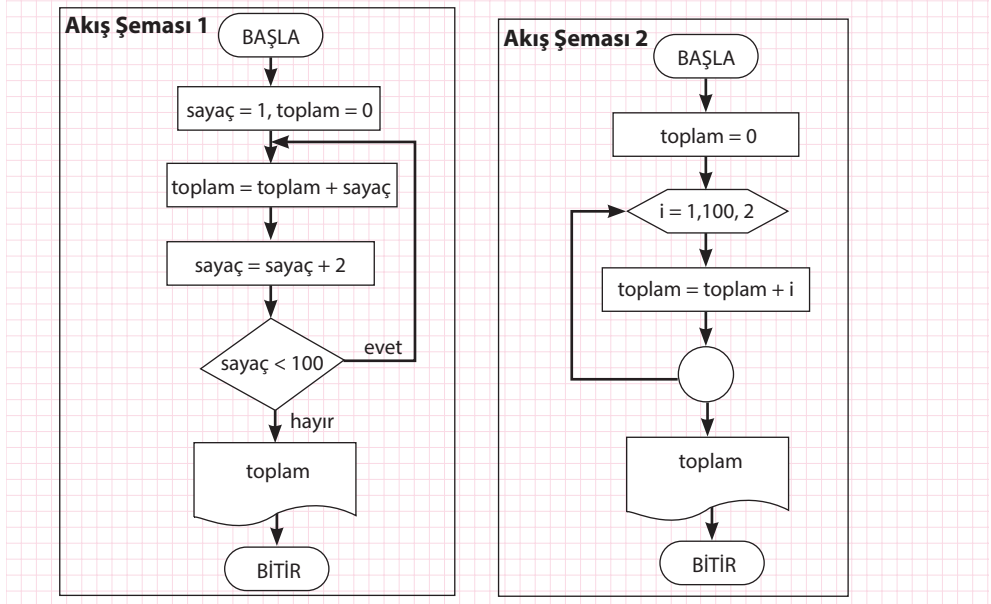 Akış Şeması 1
BAŞLA
sayaç = 1, toplam = 0
toplam = toplam + sayaç
sayaç = sayaç + 2
sayaç < 100
evet
hayır
toplam
BİTİR
Akış Şeması 2
BAŞLA
toplam = 0
i = 1,100, 2
toplam = toplam + i
toplam
BİTİR